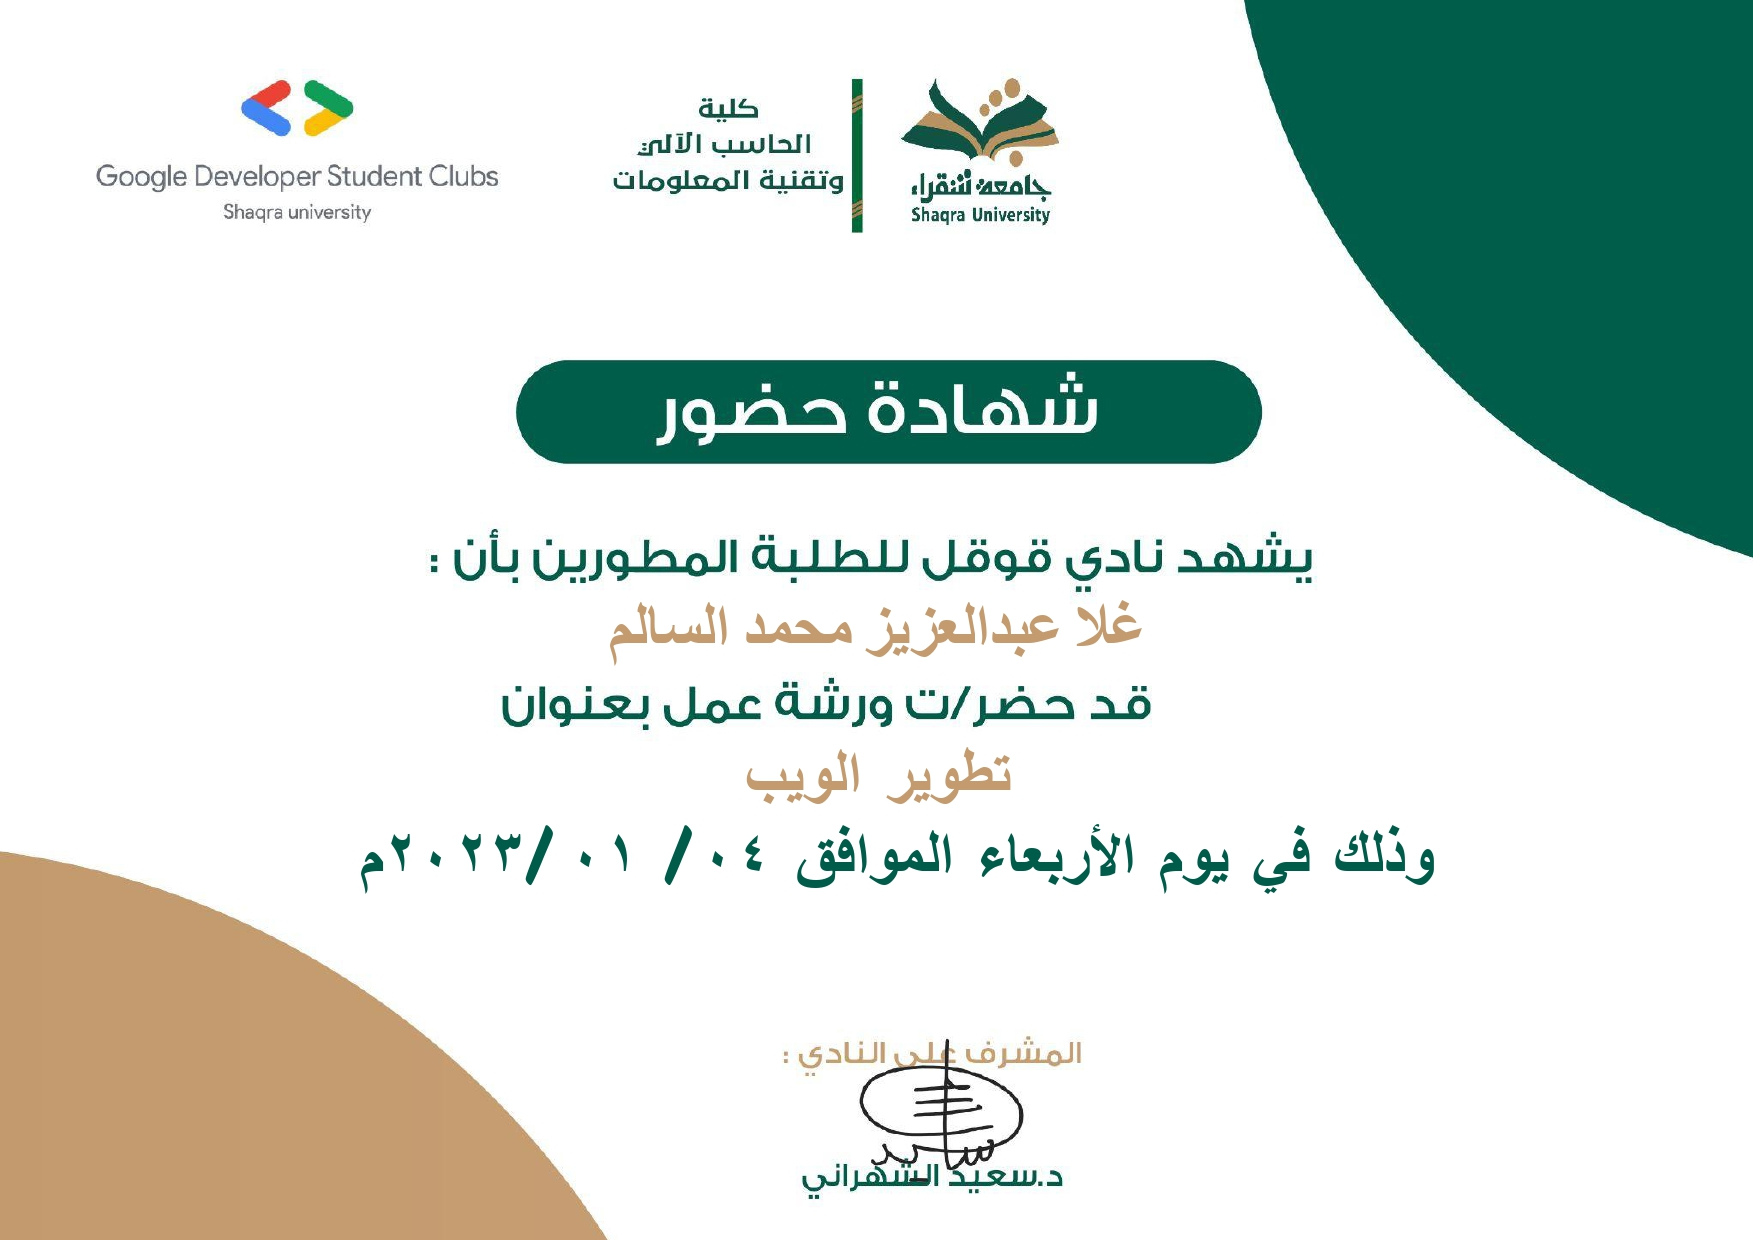 Google Developer Student Clubs
Shaqra university
كلية
الحاسب الآلي
وتقنية المعلومات
جامعة شقراء
Shaqra University
شهادة حضور
يشهد نادي قوقل للطلبة المطورين بأن :
غلا عبدالعزيز محمد السالم
قد حضر/ت ورشة عمل بعنوان
تطوير الويب
وذلك في يوم الأربعاء الموافق ٠٤ / ٠١ /٢٠٢٣م
المشرف على النادي :
د.سعيد الشهراني